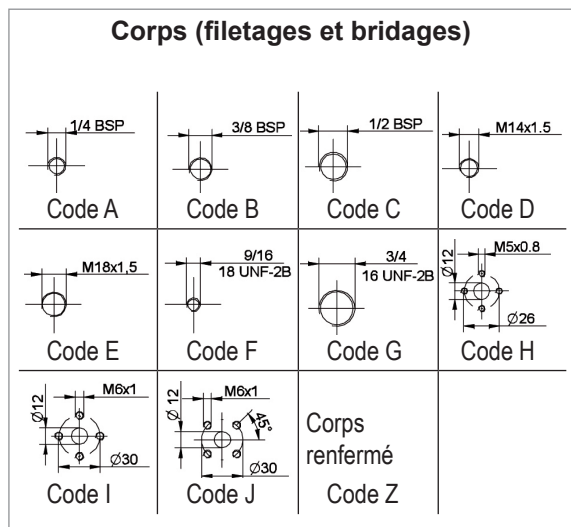 Corps (filetages et bridages)
1/4 BSP
Code A
3/8 BSP
Code B
1/2 BSP
Code C
M14x1.5
Code D
M18x1,5
Code E
9/16
18 UNF-2B
Code F
3/4
16 UNF-2B
Code G
M5x0.8
Ø12
Ø26
Code H
M6x1
Ø12
Ø30
Code I
M6x1
Ø 12
45°
Ø30
Code J
Corps
renfermé
Code Z